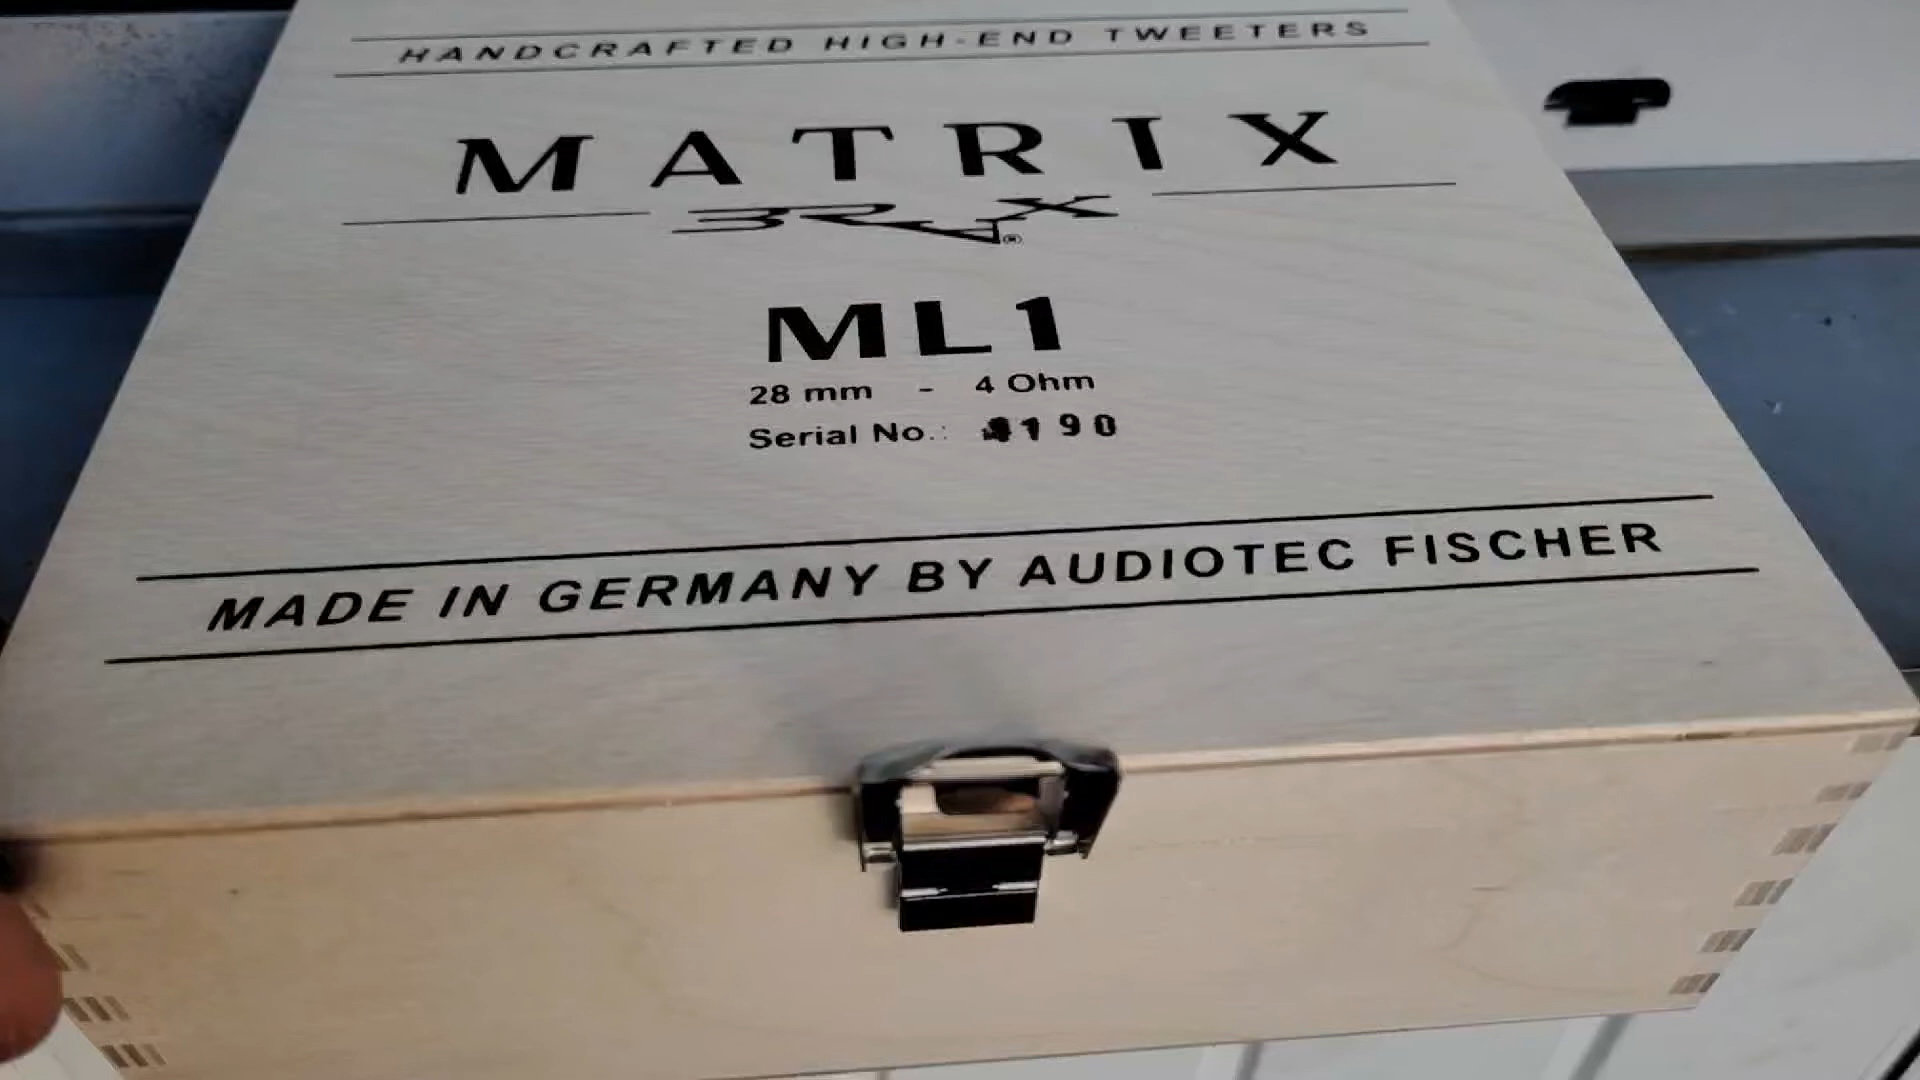 HANDCRAFTED HIGH-END TWEETERS
MATRIX
BRAX®
ML1
28 mm - 4 Ohm
Serial No.:
MADE IN GERMANY BY AUDIOTEC FISCHER